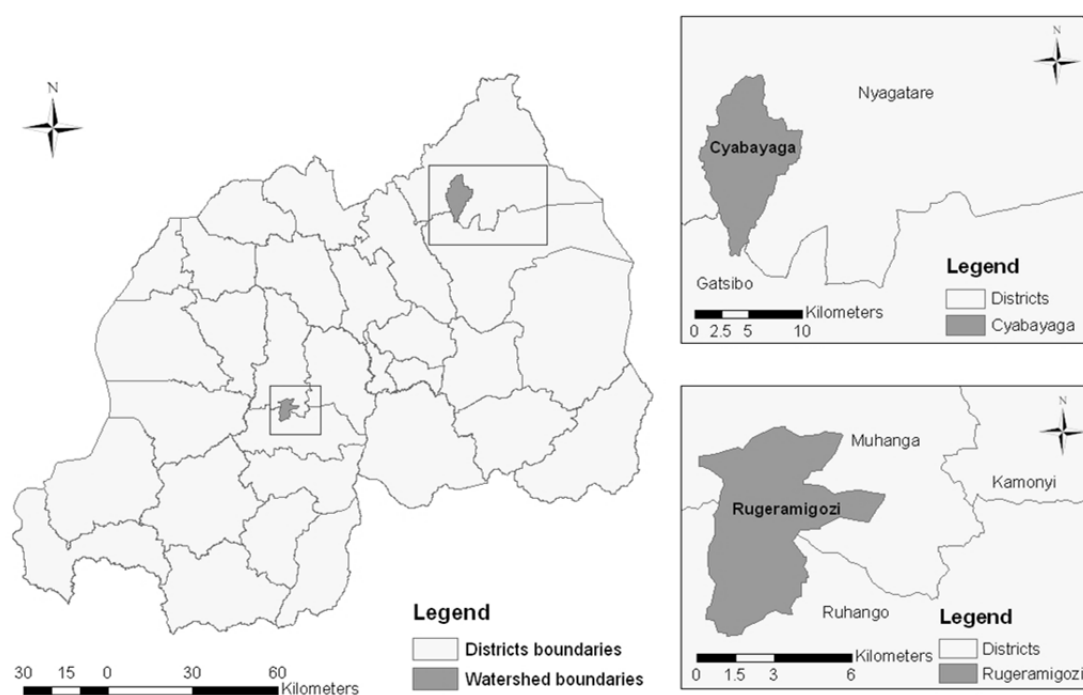 N
Legend
Districts boundaries
Watershed boundaries
30 15 0 30 60
Kilometers
N
Nyagatare
Cyabayaga
Gatsibo
Legend
Districts
Cyabayaga
Kilometers
0 2.5 5 10
N
Muhanga
Kamonyi
Rugeramigozi
Ruhango
Legend
Districts
Rugeramigozi
Kilometers
0 1.5 3 6